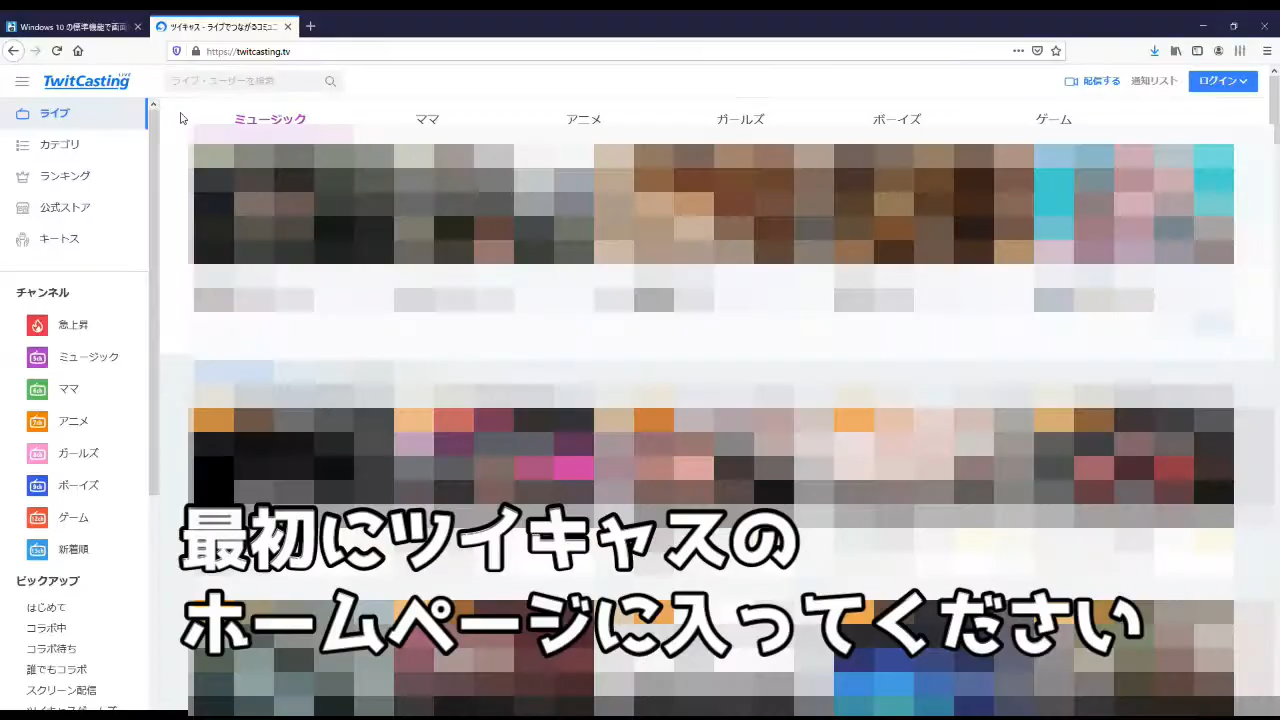 Windows 10 の標準機能で画面
ツイキャス - ライブでつながるコミュニ
https://twitcasting.tv
TwitCasting LIVE
ライブ・ユーザーを検索
配信する
通知リスト
ログイン
ライブ
カテゴリ
ランキング
公式ストア
キートス
ミュージック
ママ
アニメ
ガールズ
ボーイズ
ゲーム
チャンネル
急上昇
5ch
ミュージック
ママ
7ch
アニメ
ガールズ
ボーイズ
ゲーム
新着順
ピックアップ
はじめて
コラボ中
コラボ待ち
誰でもコラボ
スクリーン配信
最初にツイキャスの
ホームページに入ってください